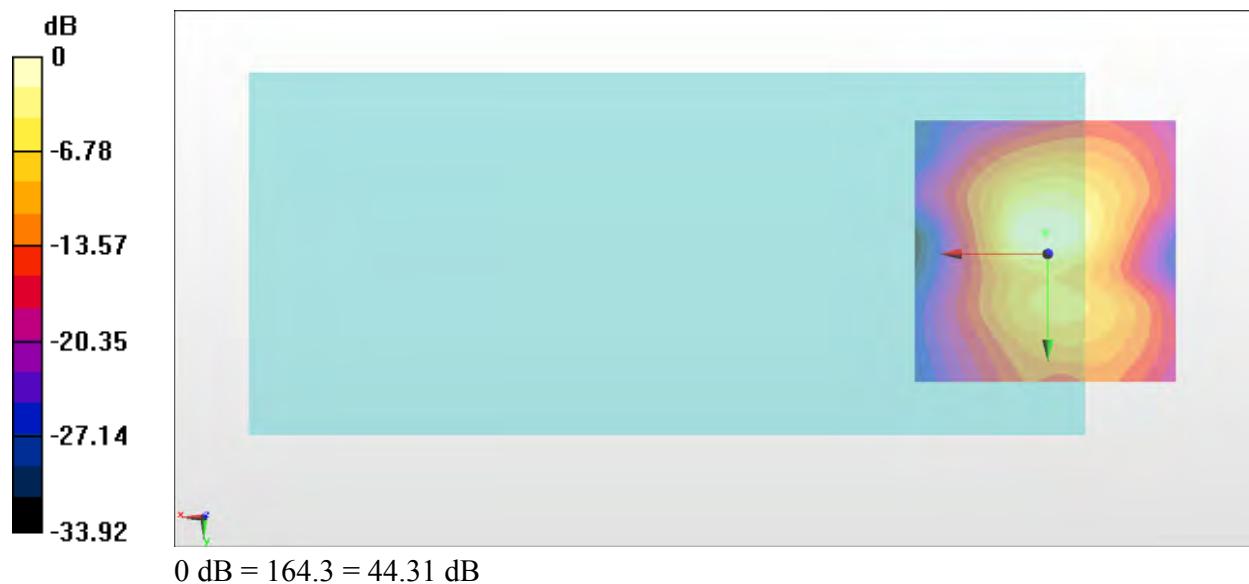 dB
0
-6.78
-13.57
-20.35
-27.14
-33.92
x
z
y
0 dB = 164.3 = 44.31 dB